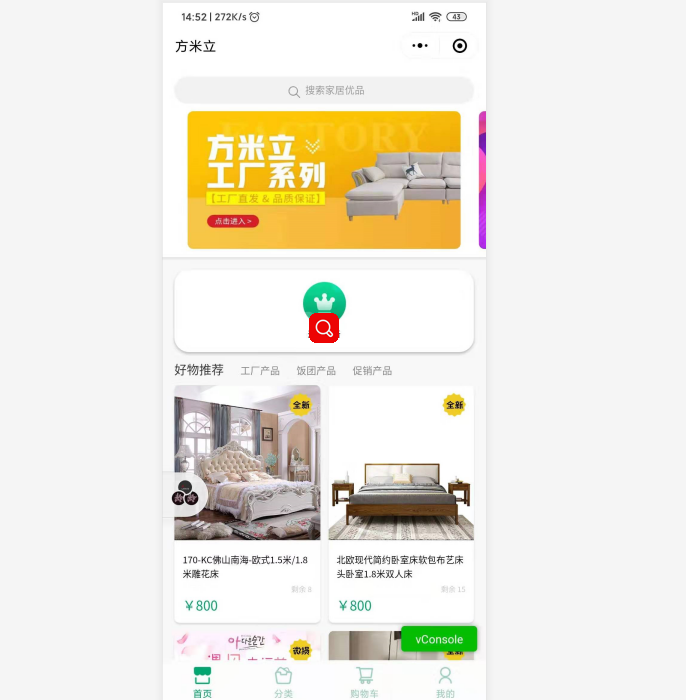 14:52 | 272K/s
HD
43
方米立
搜索家居优品
FACTORY
方米立
工厂系列
【工厂直发 & 品质保证】
点击进入 >
好物推荐 工厂产品 饭团产品 促销产品
全新
全新
170-KC佛山南海-欧式1.5米/1.8
米雕花床
剩余 8
￥800
北欧现代简约卧室床软包布艺床
头卧室1.8米双人床
剩余 15
￥800
vConsole
首页 分类 购物车 我的